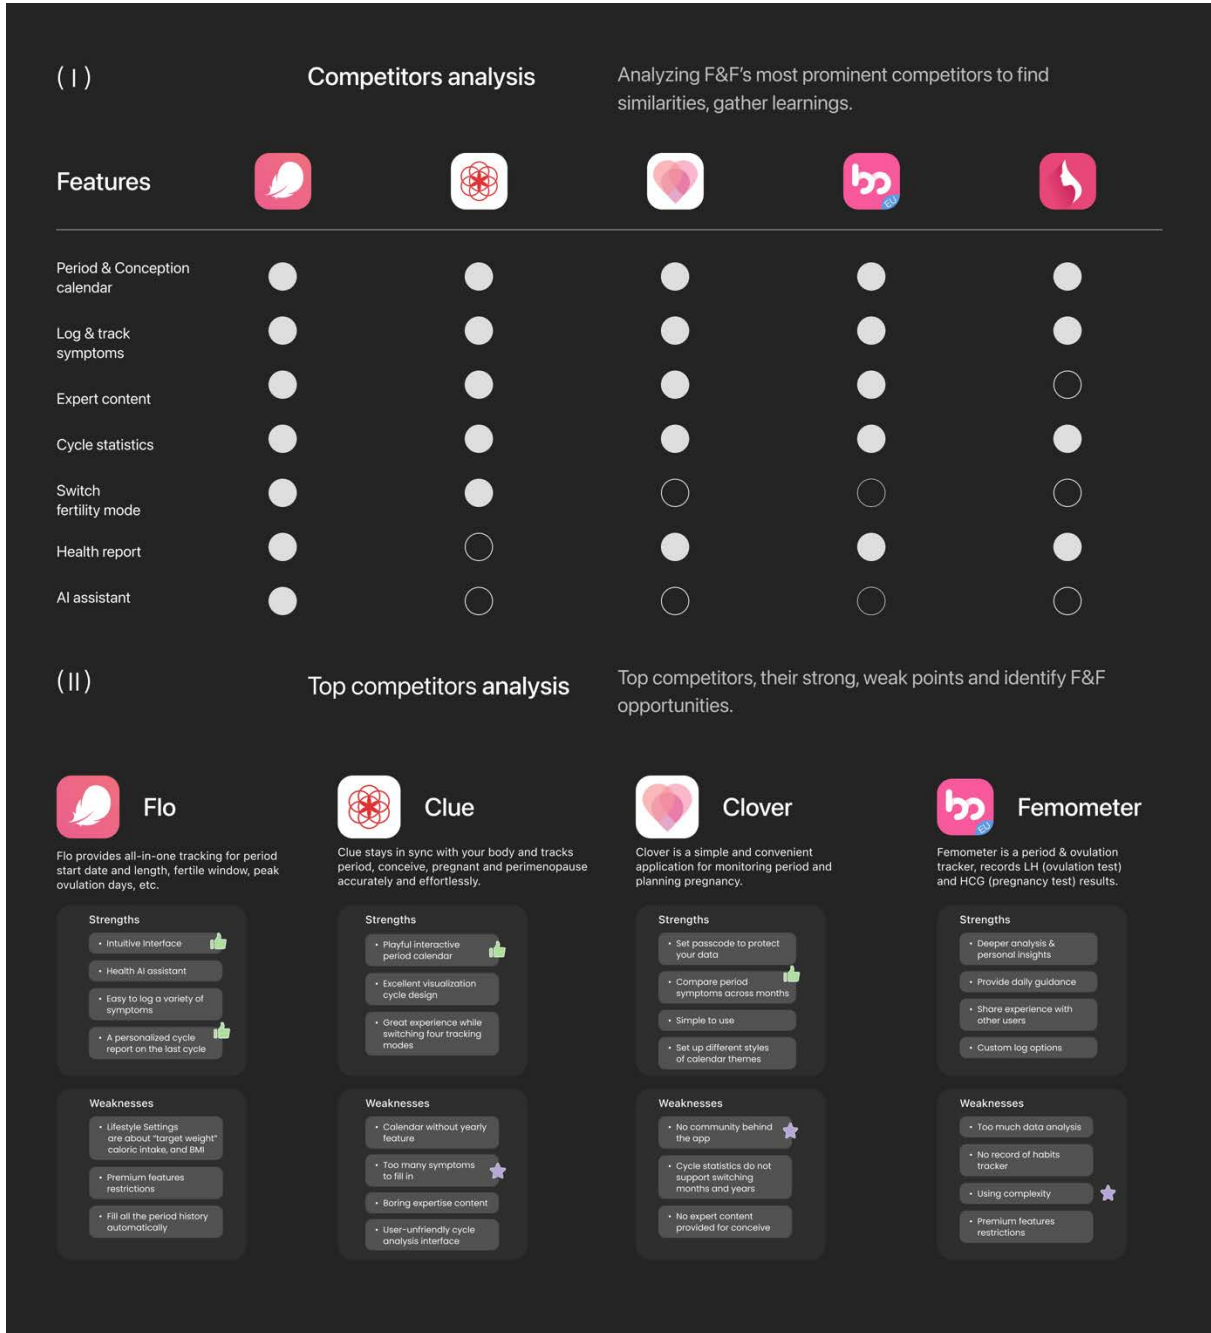 (I)
Competitors analysis
Analyzing F&F's most prominent competitors to find
similarities, gather learnings.
Features
EU
Period & Conception
calendar
Log & track
symptoms
Expert content
Cycle statistics
Switch
fertility mode
Health report
AI assistant
(II)
Top competitors analysis
Top competitors, their strong, weak points and identify F&F
opportunities.
Flo
Flo provides all-in-one tracking for period
start date and length, fertile window, peak
ovulation days, etc.
Strengths
• Intuitive Interface
• Health AI assistant
• Easy to log a variety of
symptoms
• A personalized cycle
report on the last cycle
Weaknesses
• Lifestyle Settings
are about "target weight"
caloric intake, and BMI
• Premium features
restrictions
• Fill all the period history
automatically
Clue
Clue stays in sync with your body and tracks
period, conceive, pregnant and perimenopause
accurately and effortlessly.
Strengths
• Playful interactive
period calendar
• Excellent visualization
cycle design
• Great experience while
switching four tracking
modes
Weaknesses
• Calendar without yearly
feature
• Too many symptoms
to fill in
• Boring expertise content
• User-unfriendly cycle
analysis interface
Clover
Clover is a simple and convenient
application for monitoring period and
planning pregnancy.
Strengths
• Set passcode to protect
your data
• Compare period
symptoms across months
• Simple to use
• Set up different styles
of calendar themes
Weaknesses
• No community behind
the app
• Cycle statistics do not
support switching
months and years
• No expert content
provided for conceive
EU
Femometer
Femometer is a period & ovulation
tracker, records LH (ovulation test)
and HCG (pregnancy test) results.
Strengths
• Deeper analysis &
personal insights
• Provide daily guidance
• Share experience with
other users
• Custom log options
Weaknesses
• Too much data analysis
• No record of habits
tracker
• Using complexity
• Premium features
restrictions